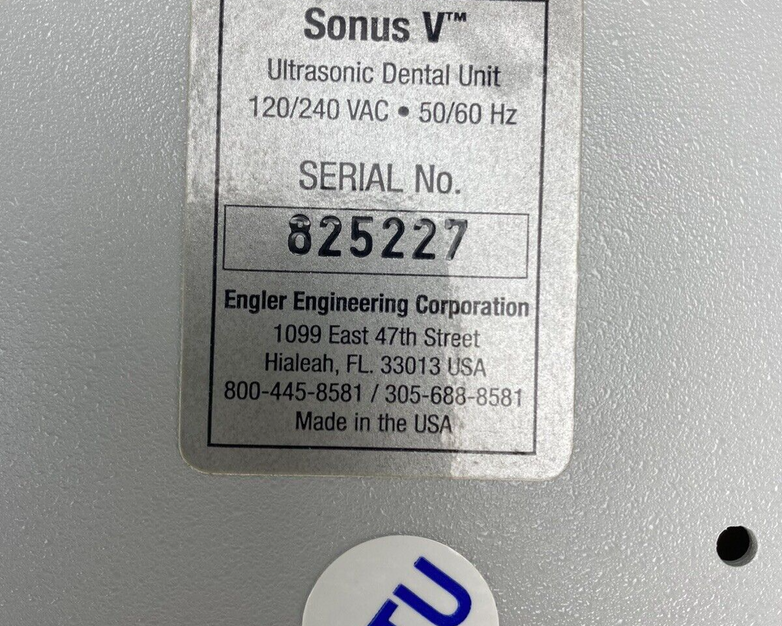 Sonus V™
Ultrasonic Dental Unit
120/240 VAC • 50/60 Hz
SERIAL No.
825227
Engler Engineering Corporation
1099 East 47th Street
Hialeah, FL. 33013 USA
800-445-8581 / 305-688-8581
Made in the USA
TU